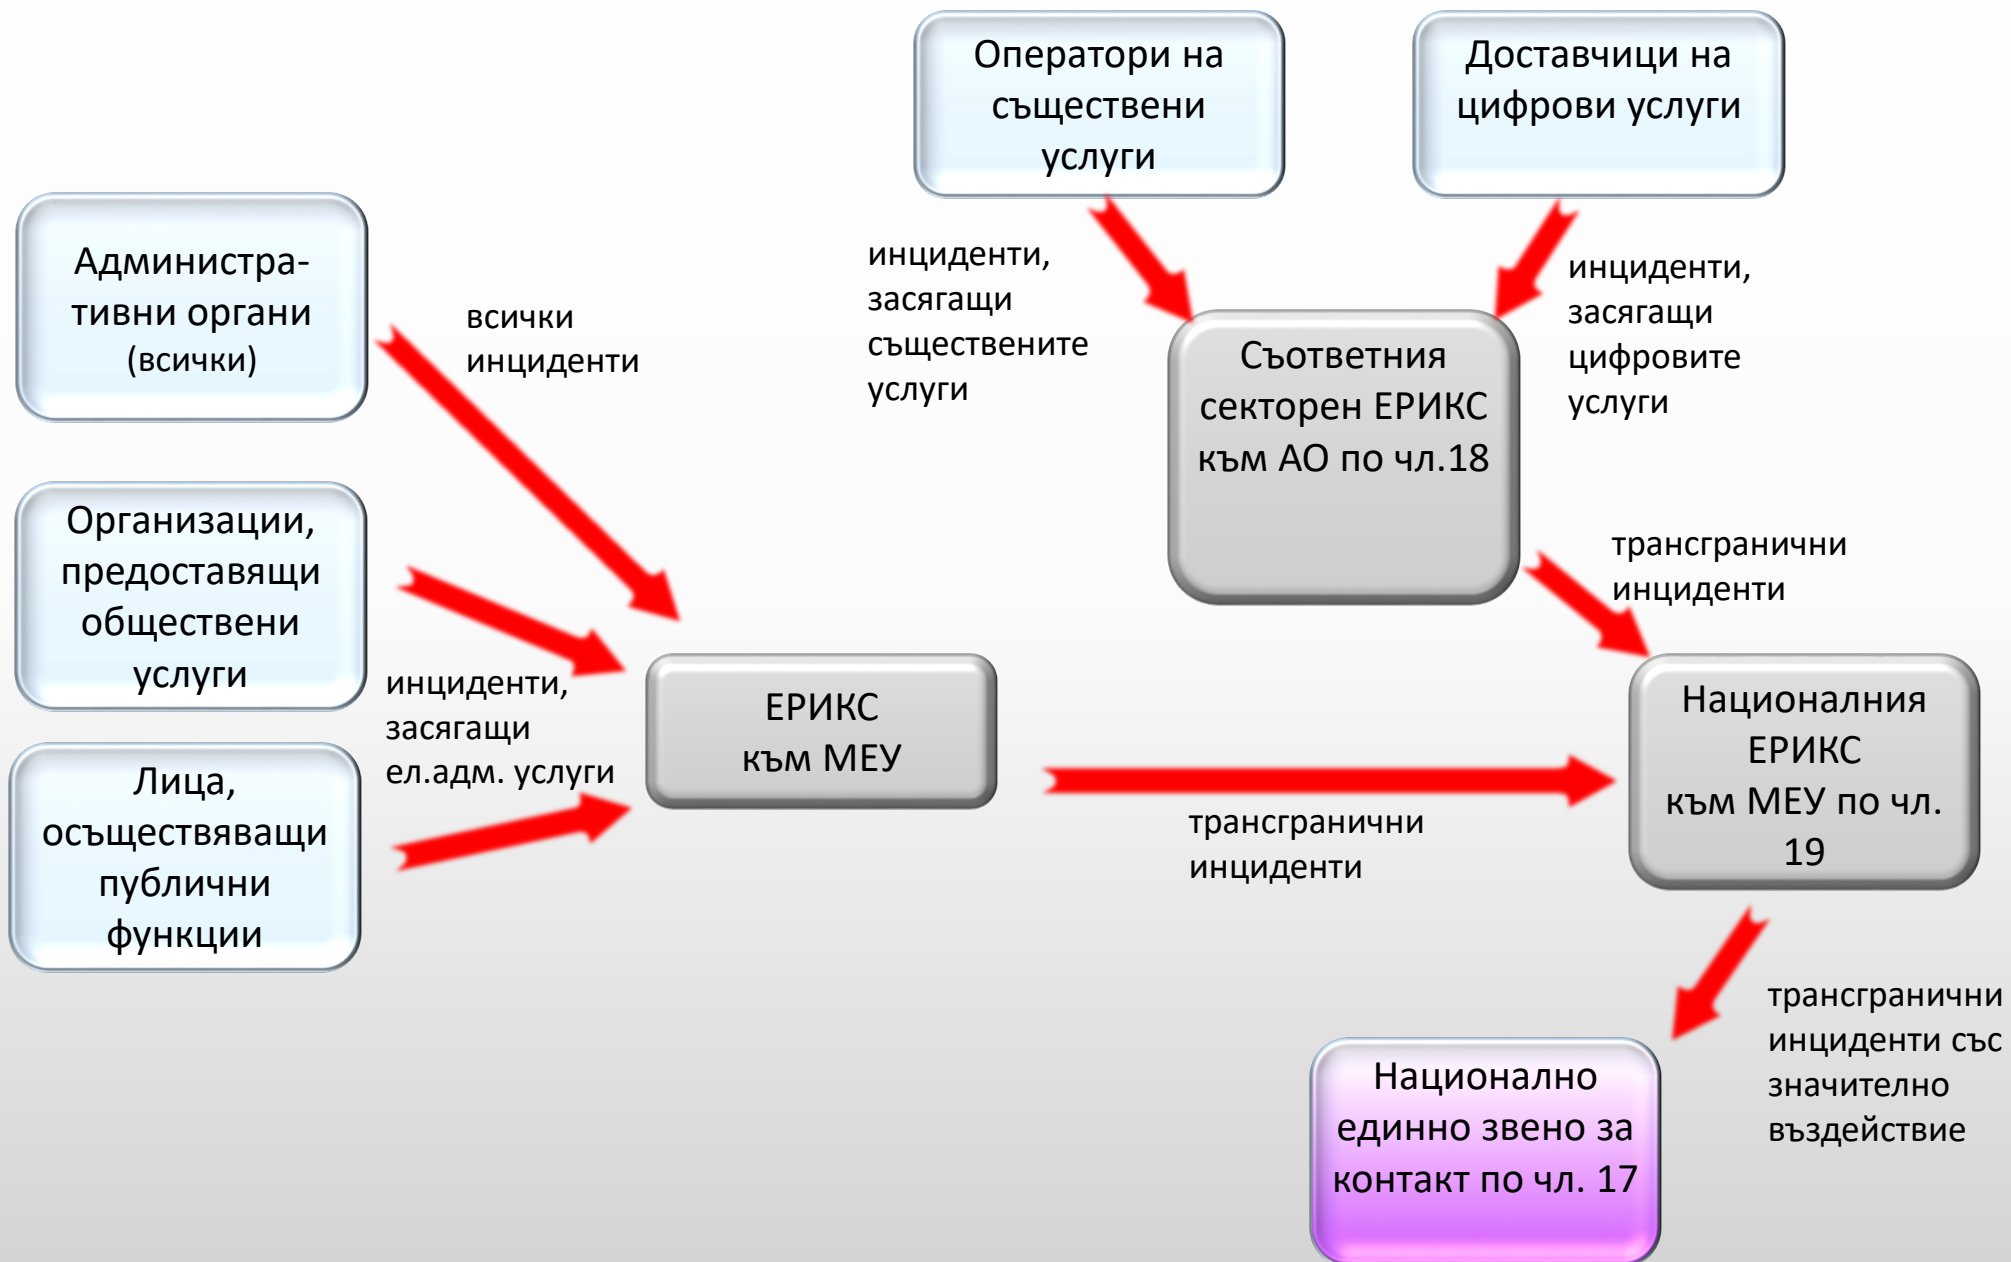 Оператори на
съществени
услуги
Доставчици на
цифрови услуги
Администра-
тивни органи
(всички)
всички
инциденти
инциденти,
засягащи
съществените
услуги
инциденти,
засягащи
цифровите
услуги
Съответния
секторен ЕРИКС
към АО по чл.18
Организации,
предоставящи
обществени
услуги
трансгранични
инциденти
инциденти,
засягащи
ел.адм. услуги
ЕРИКС
към МЕУ
Националния
ЕРИКС
към МЕУ по чл.
19
Лица,
осъществяващи
публични
функции
трансгранични
инциденти
трансгранични
инциденти със
значително
въздействие
Национално
единно звено за
контакт по чл. 17